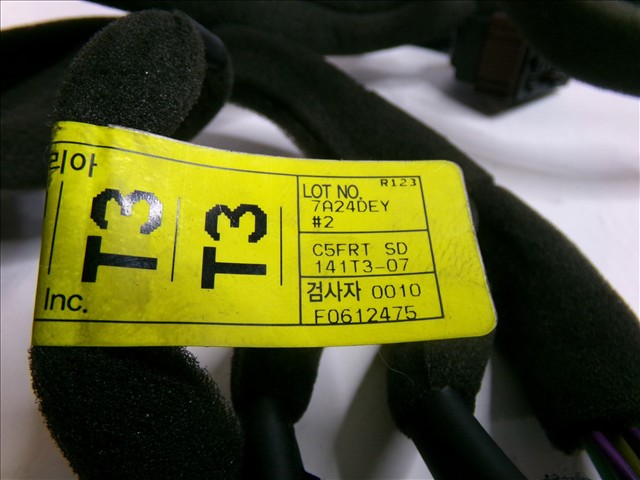 리아
Inc.
T3
T3
R123
LOT NO.
7A24DEY
#2
C5FRT SD
141T3-07
검사자 0010
F0612475